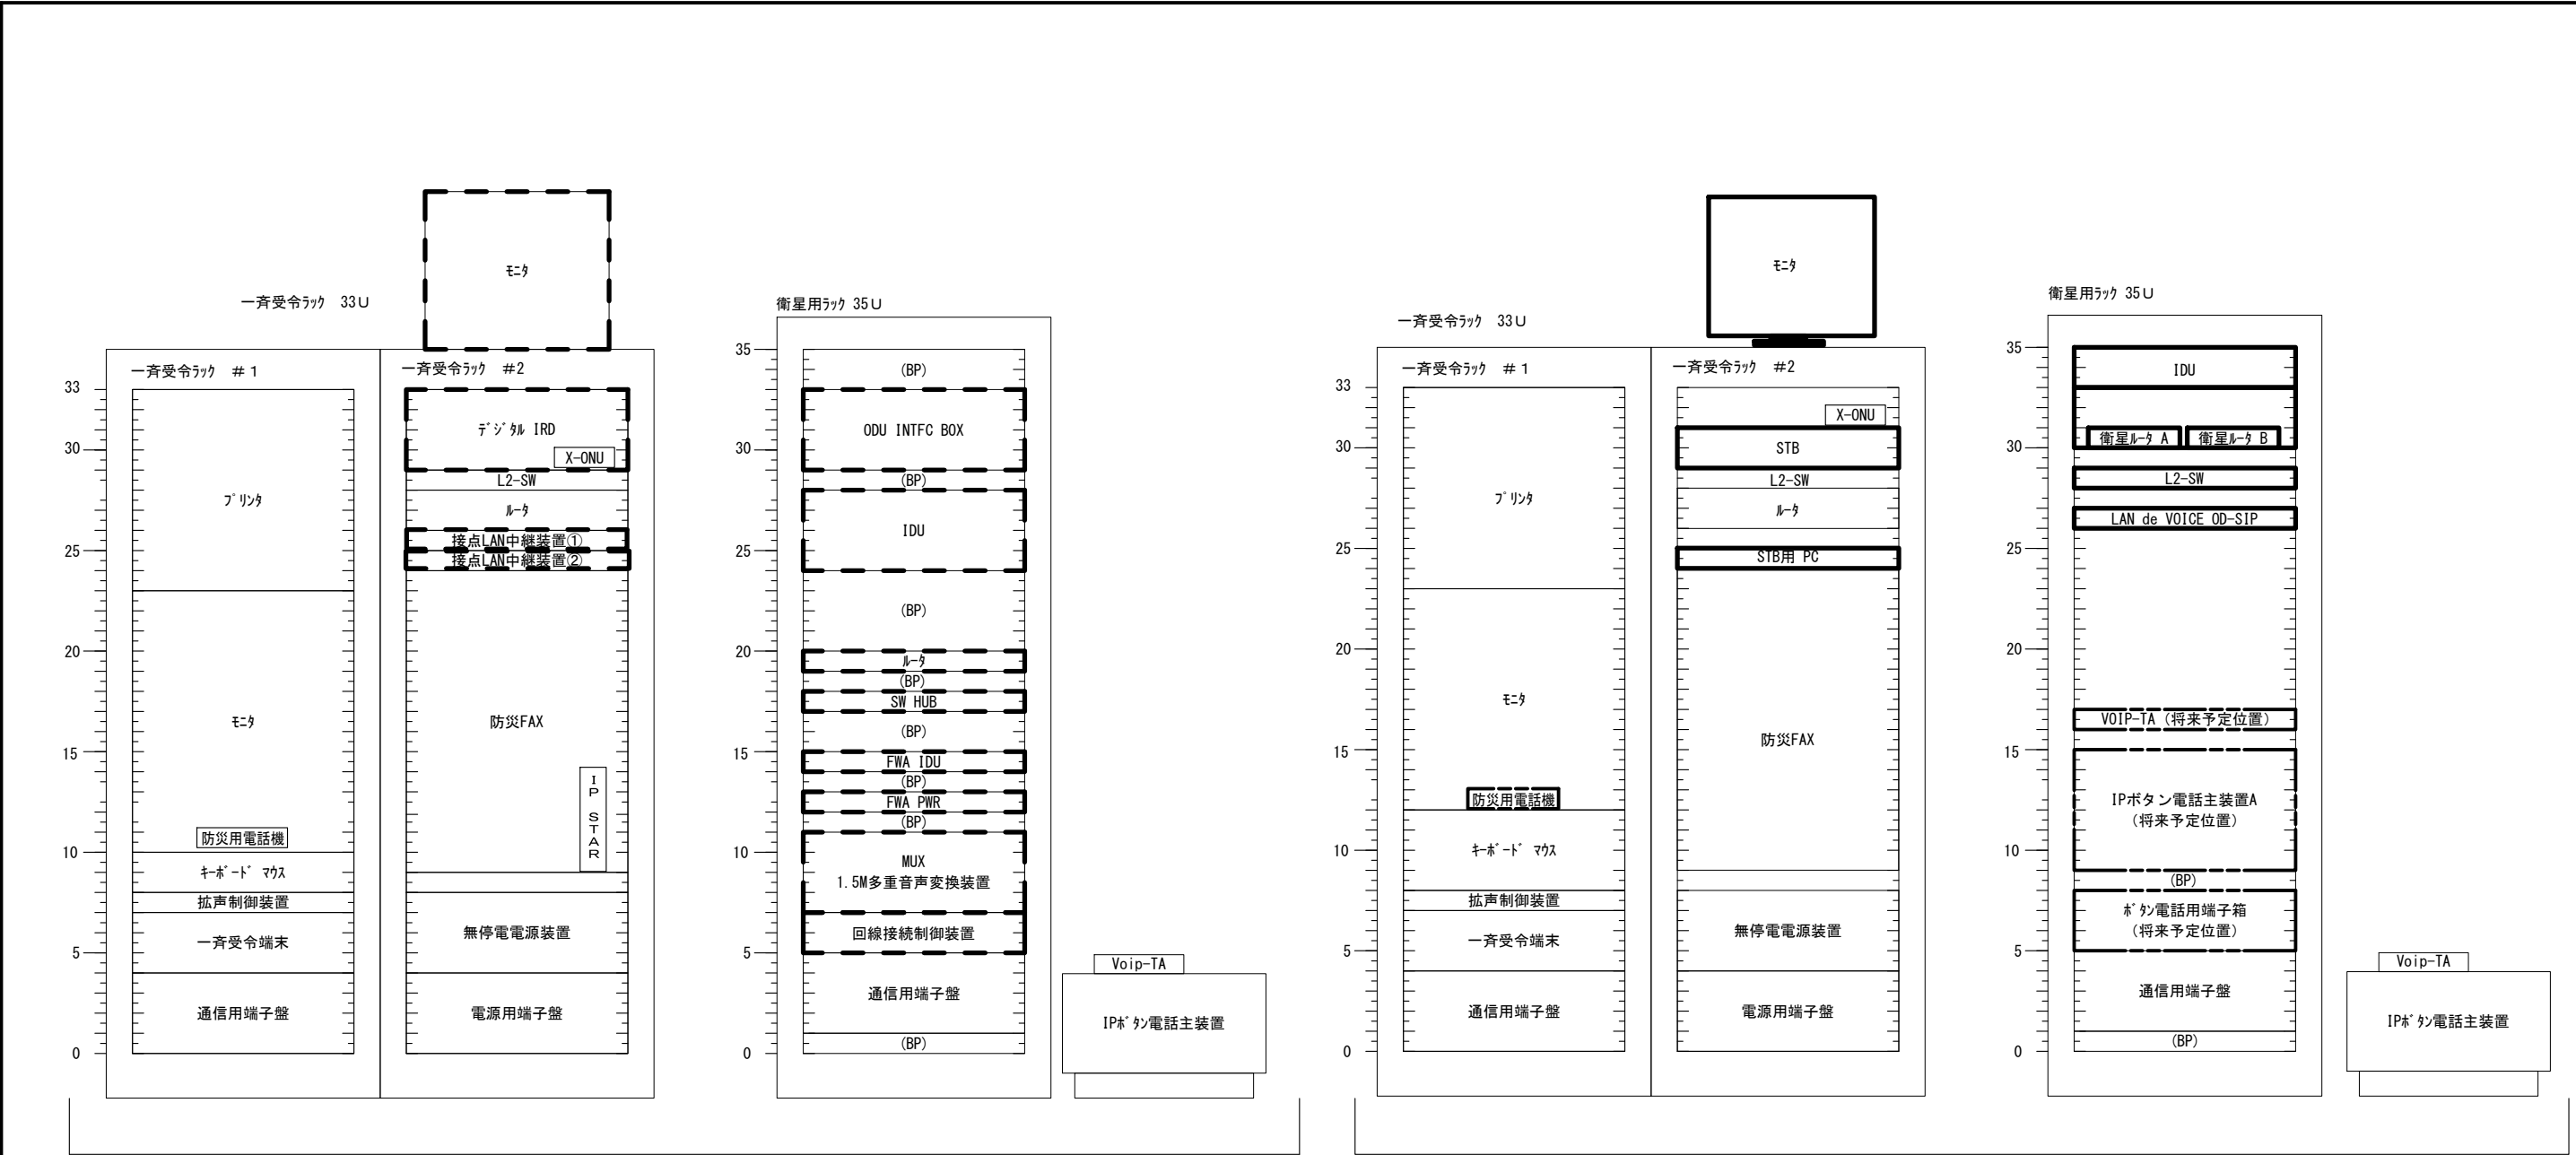 ﾓﾆﾀ
一斉受令ﾗｯｸ 33U
一斉受令ﾗｯｸ #1
33
30
25
20
15
10
5
0
ﾌﾟﾘﾝﾀ
ﾓﾆﾀ
防災用電話機
ｷｰﾎﾞｰﾄﾞ ﾏｳｽ
拡声制御装置
一斉受令端末
通信用端子盤
一斉受令ﾗｯｸ #2
ﾃﾞｼﾞﾀﾙ IRD
X-ONU
L2-SW
ﾙｰﾀ
接点LAN中継装置①
接点LAN中継装置②
防災FAX
IP STAR
無停電電源装置
電源用端子盤
衛星用ﾗｯｸ 35U
35
30
25
20
15
10
5
0
(BP)
ODU INTFC BOX
(BP)
IDU
(BP)
ﾙｰﾀ
(BP)
SW HUB
(BP)
FWA IDU
(BP)
FWA PWR
(BP)
MUX
1.5M多重音声変換装置
回線接続制御装置
通信用端子盤
(BP)
Voip-TA
IPﾎﾞﾀﾝ電話主装置
ﾓﾆﾀ
一斉受令ﾗｯｸ 33U
一斉受令ﾗｯｸ #1
33
30
25
20
15
10
5
0
ﾌﾟﾘﾝﾀ
ﾓﾆﾀ
防災用電話機
ｷｰﾎﾞｰﾄﾞ ﾏｳｽ
拡声制御装置
一斉受令端末
通信用端子盤
一斉受令ﾗｯｸ #2
X-ONU
STB
L2-SW
ﾙｰﾀ
STB用 PC
防災FAX
無停電電源装置
電源用端子盤
衛星用ﾗｯｸ 35U
35
30
25
20
15
10
5
0
IDU
衛星ﾙｰﾀ A
衛星ﾙｰﾀ B
L2-SW
LAN de VOICE OD-SIP
VOIP-TA (将来予定位置)
IPボタン電話主装置A
(将来予定位置)
(BP)
ﾎﾞﾀﾝ電話用端子箱
(将来予定位置)
通信用端子盤
(BP)
Voip-TA
IPﾎﾞﾀﾝ電話主装置